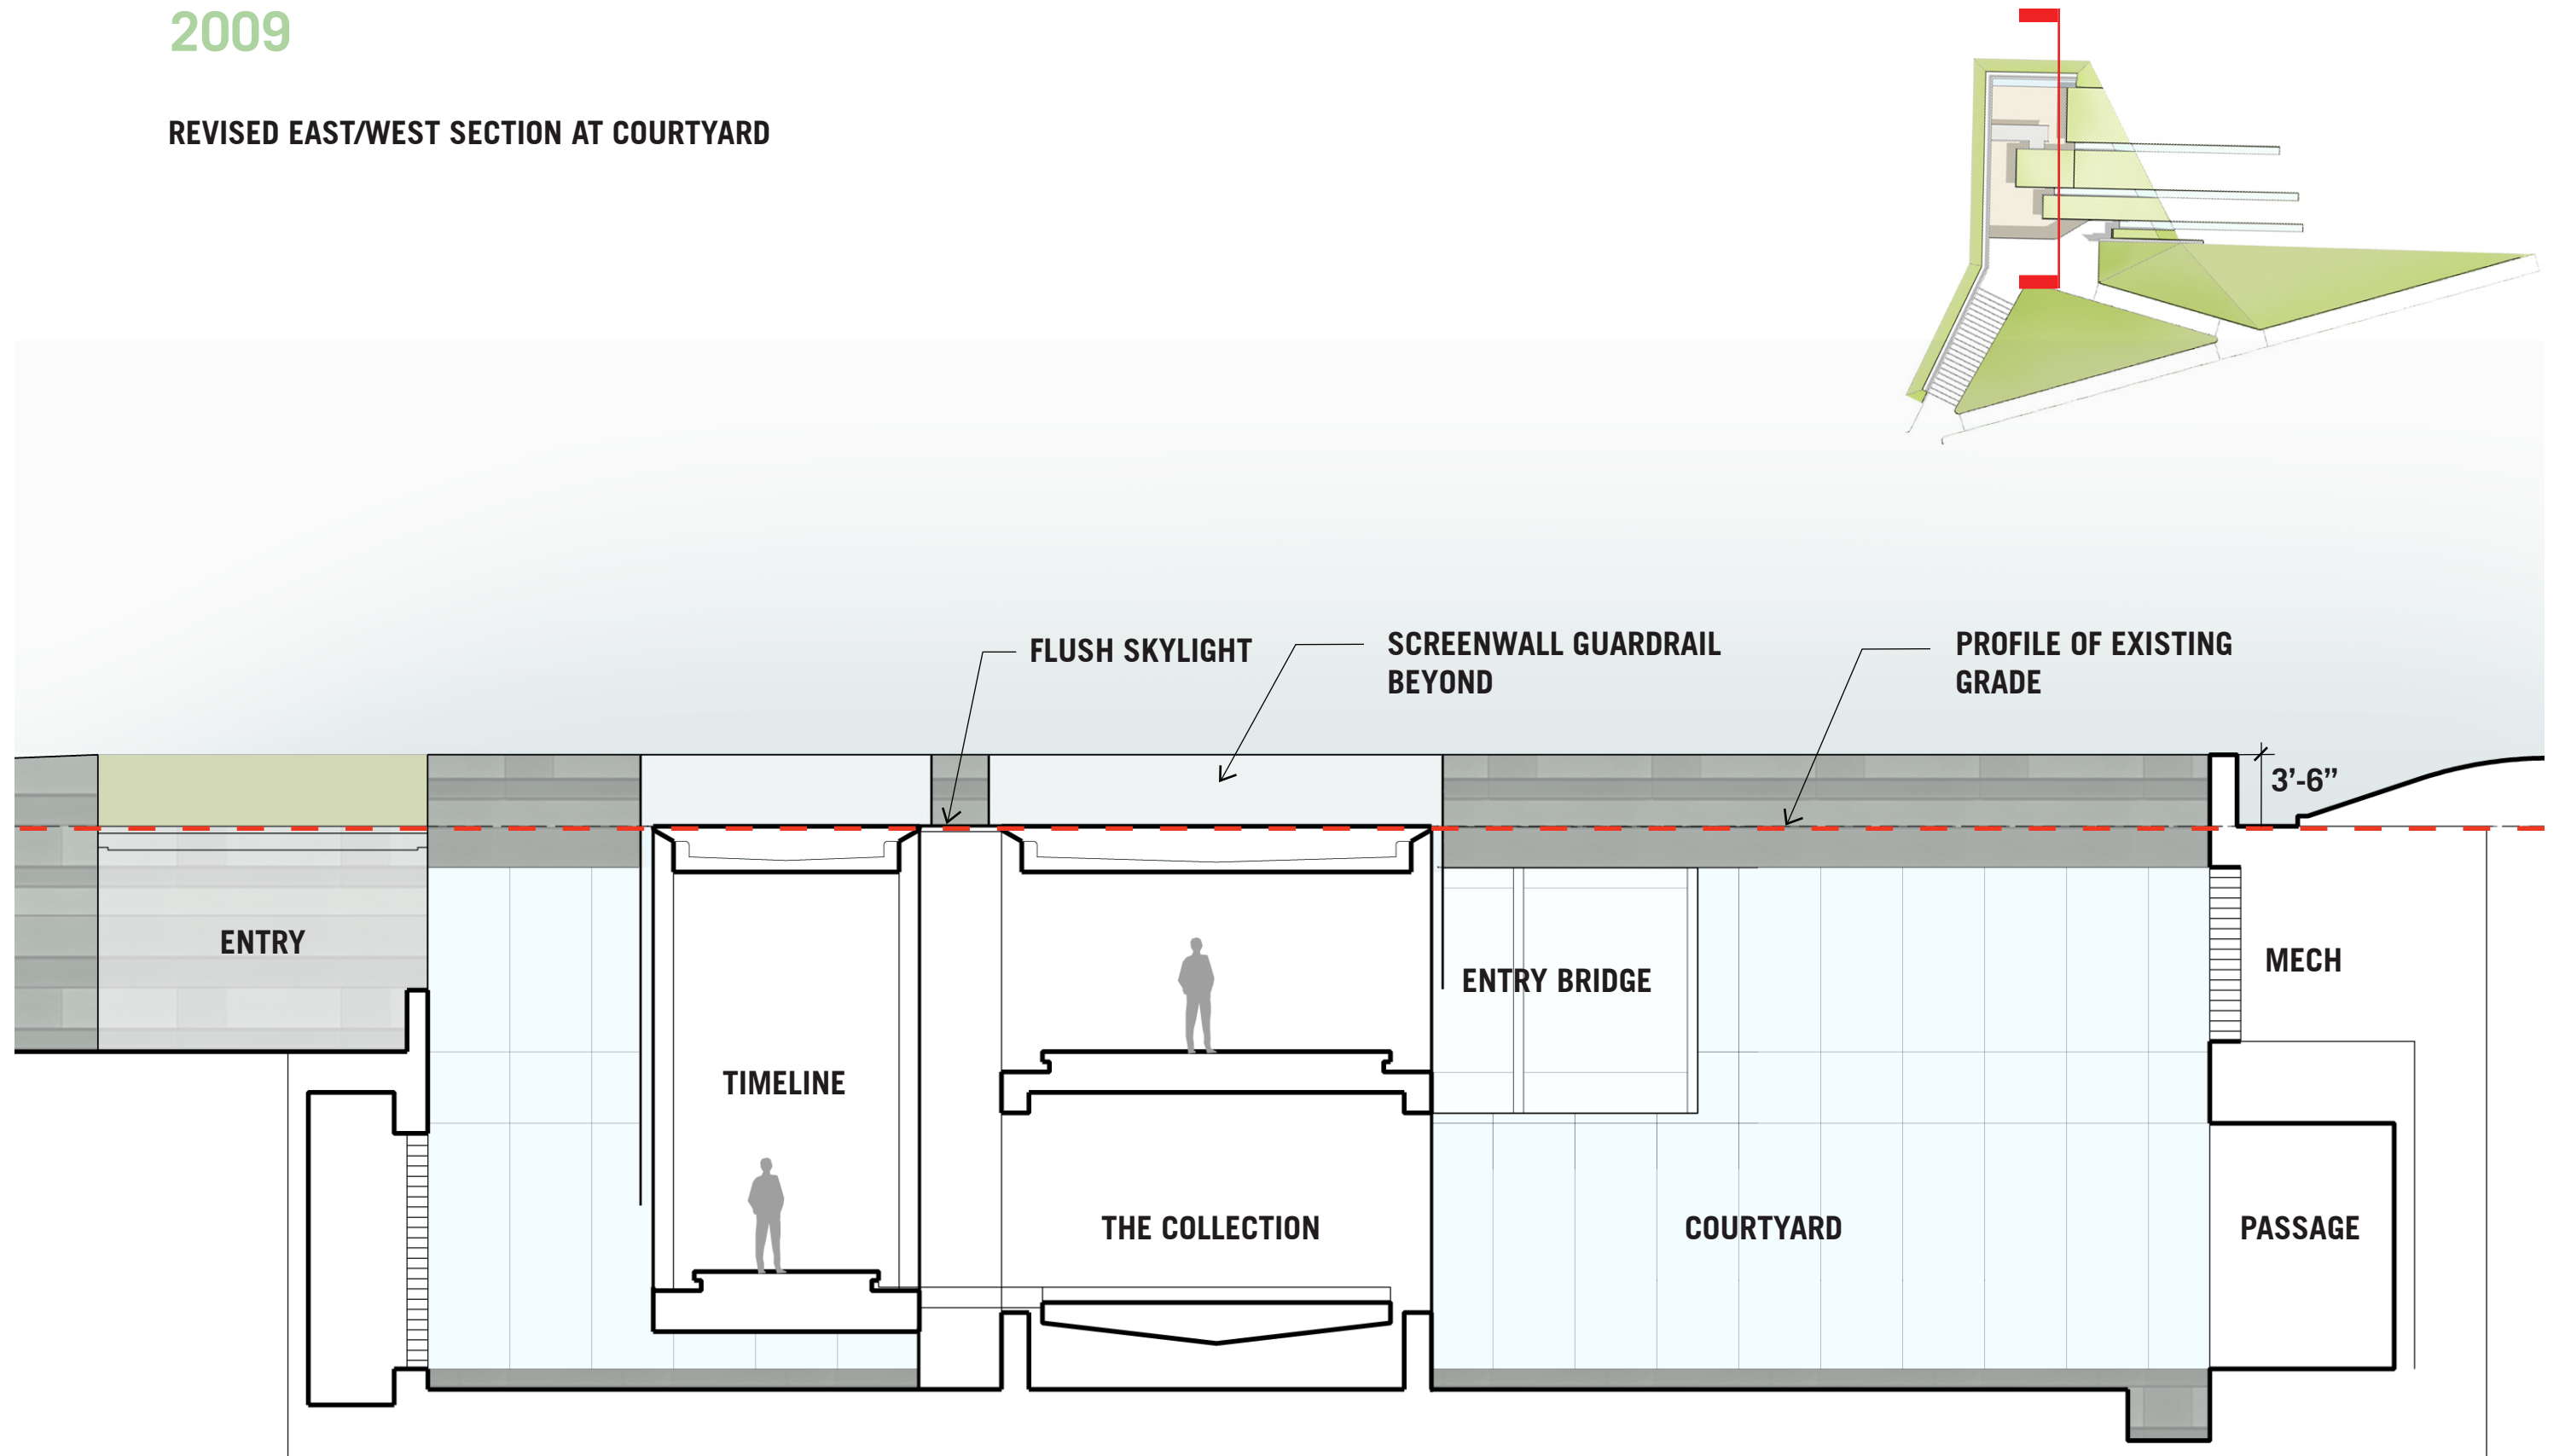 2009
REVISED EAST/WEST SECTION AT COURTYARD
FLUSH SKYLIGHT
SCREENWALL GUARDRAIL
BEYOND
PROFILE OF EXISTING
GRADE
3’-6”
ENTRY
MECH
ENTRY BRIDGE
TIMELINE
THE COLLECTION
COURTYARD
PASSAGE